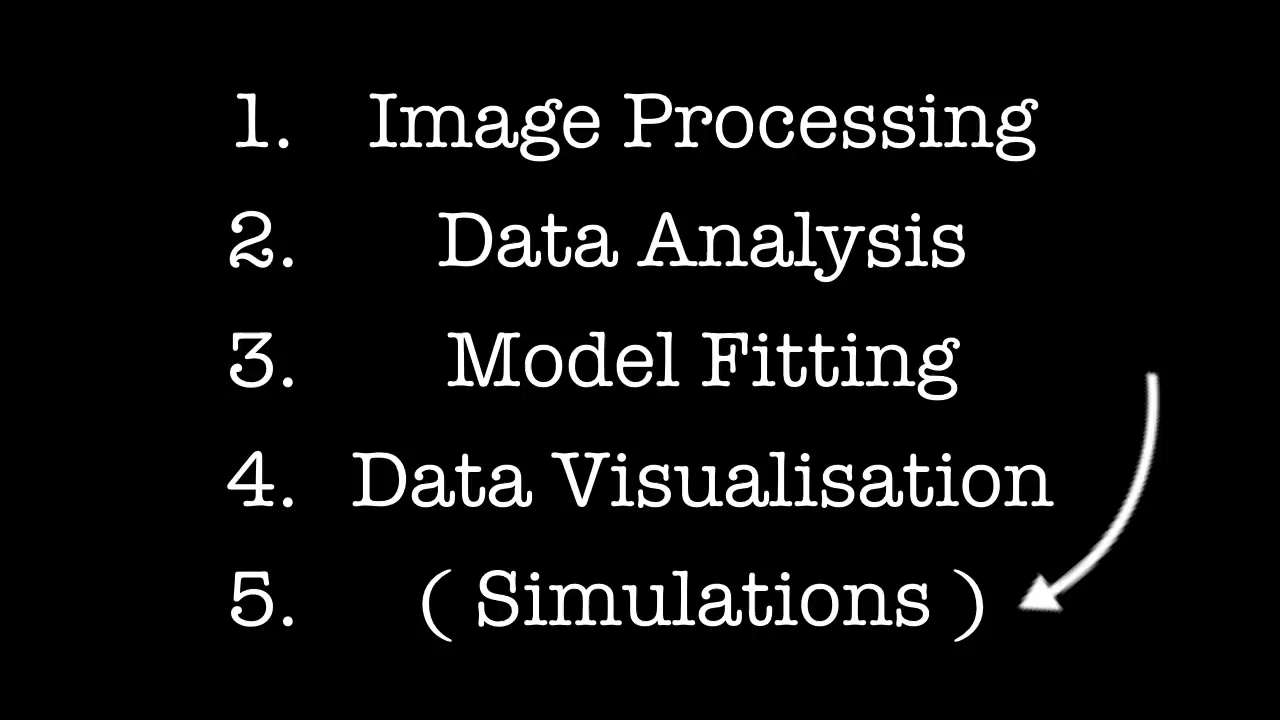 1. Image Processing
2. Data Analysis
3. Model Fitting
4. Data Visualisation
5. ( Simulations )